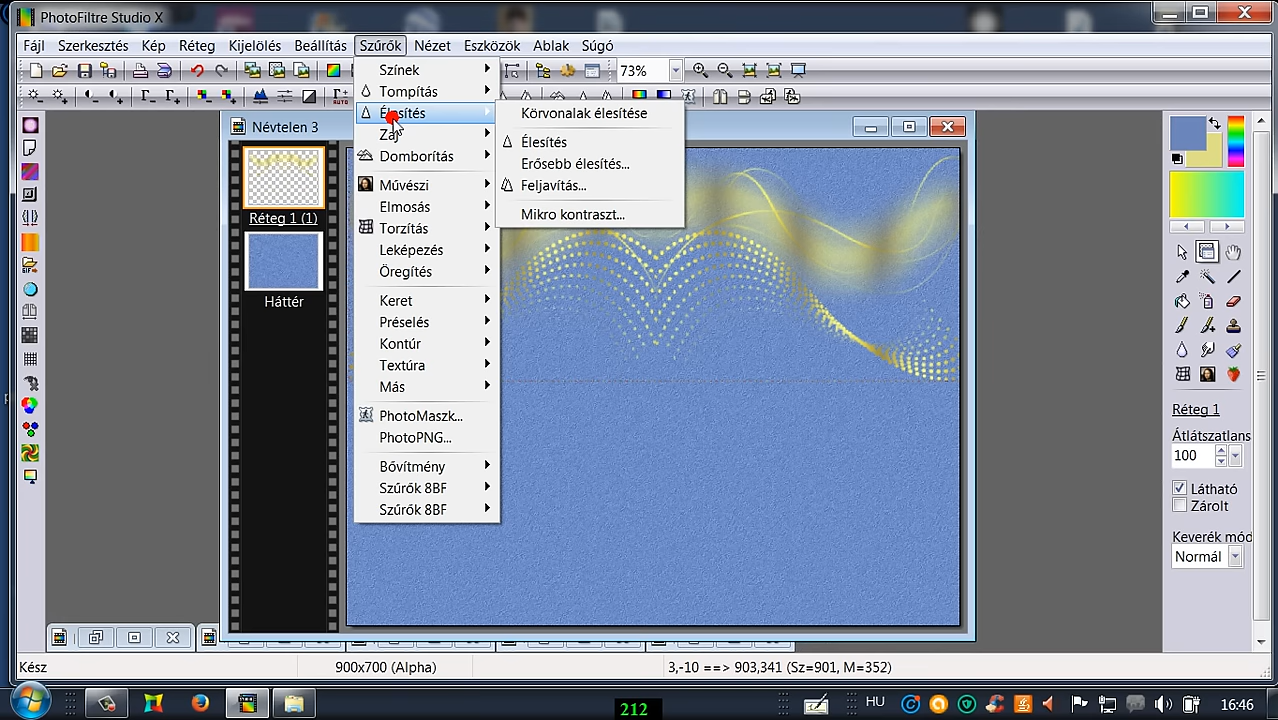 PhotoFiltre Studio X
Fájl Szerkesztés Kép Réteg Kijelölés Beállítás Szűrők Nézet Eszközök Ablak Súgó
73%
Névtelen 3
Réteg 1 (1)
Háttér
Színek
Tompítás
Élesítés
Zaj
Domborítás
Művészi
Elmosás
Torzítás
Leképezés
Öregítés
Keret
Préselés
Kontúr
Textúra
Más
PhotoMaszk...
PhotoPNG...
Bővítmény
Szűrők 8BF
Szűrők 8BF
Körvonalak élesítése
Élesítés
Erősebb élesítés...
Feljavítás...
Mikro kontraszt...
Réteg 1
Átlátszatlans
100
Látható
Zárolt
Keverék mód
Normál
Kész 900x700 (Alpha) 3,-10 ==> 903,341 (Sz=901, M=352)
212
HU
16:46